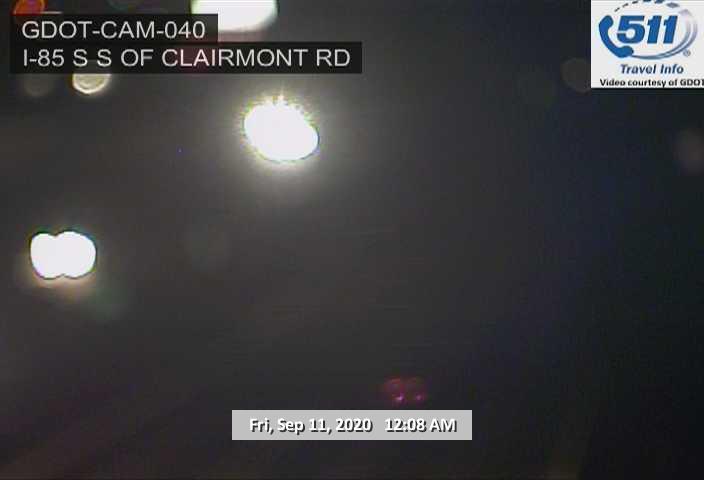 GDOT-CAM-040
I-85 S S OF CLAIRMONT RD
511
Travel Info
Video courtesy of GDOT
Fri, Sep 11, 2020 12:08 AM